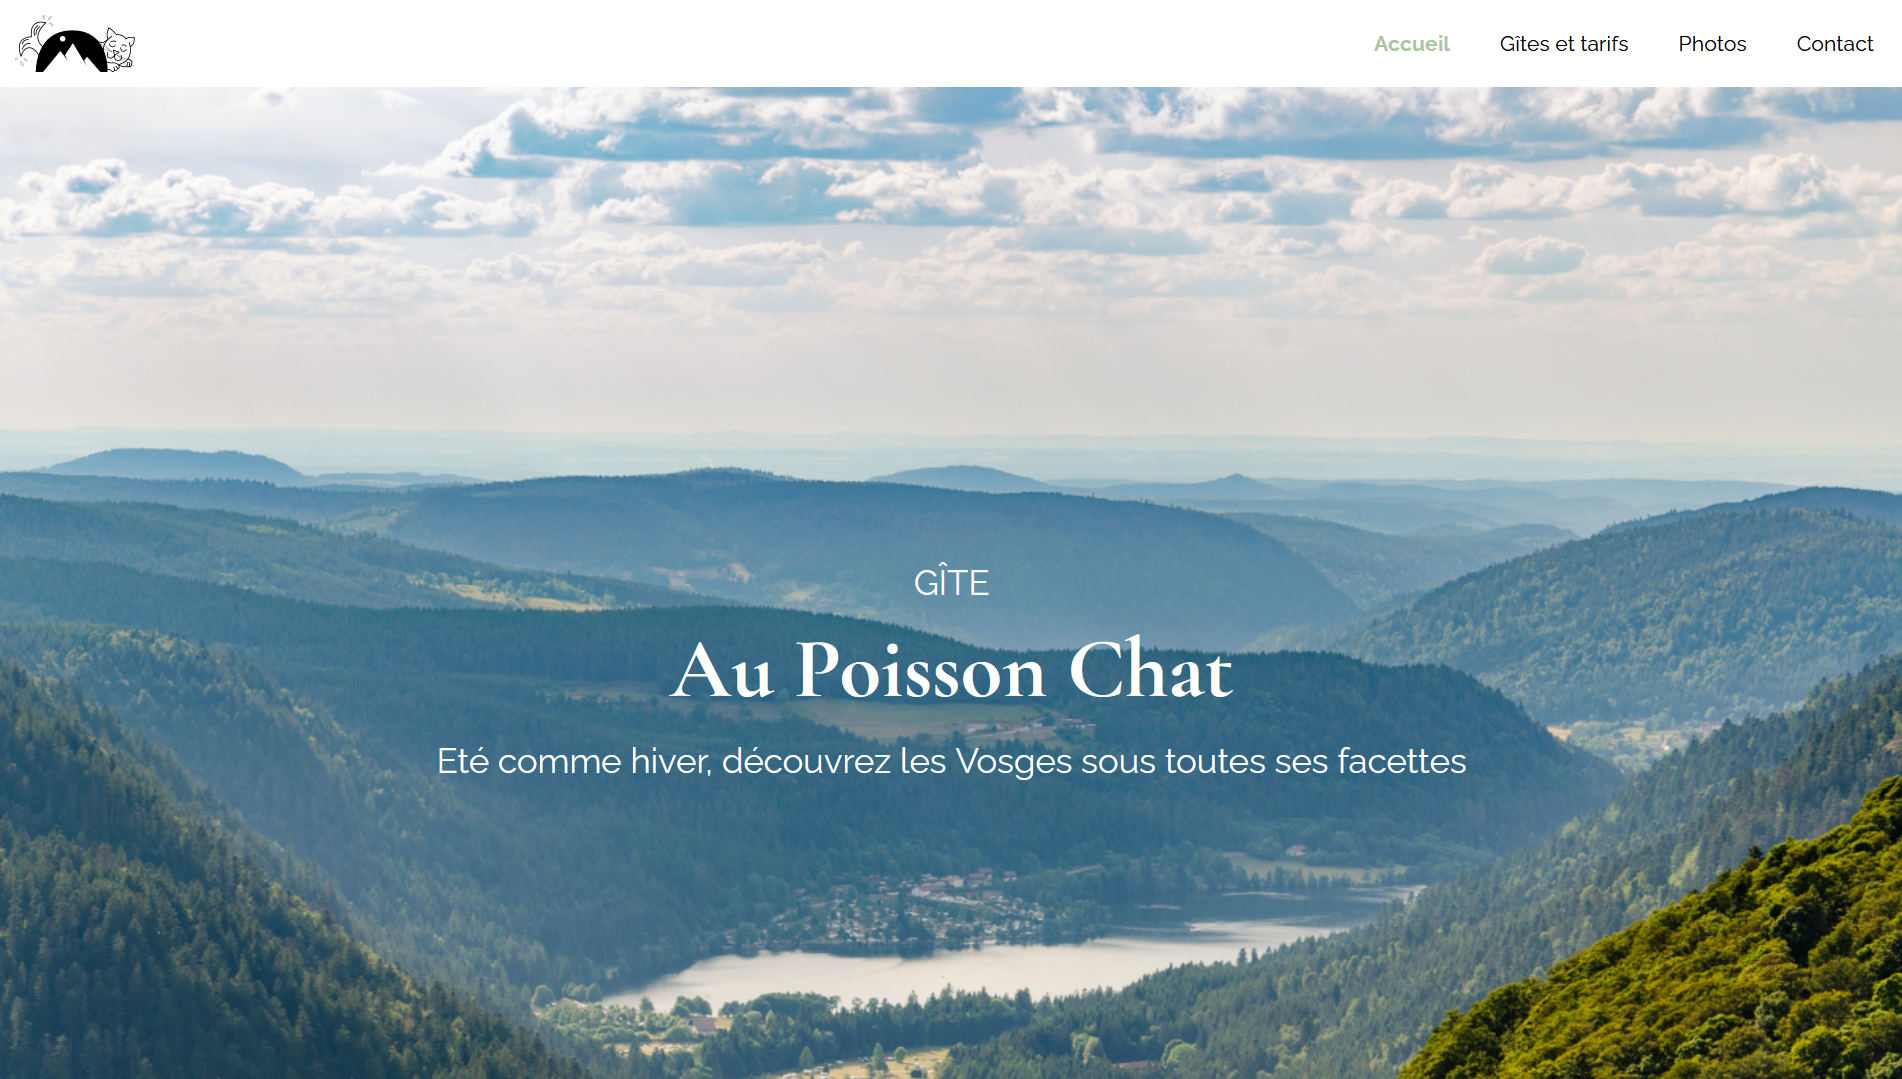 Accueil Gîtes et tarifs Photos Contact
GÎTE
Au Poisson Chat
Eté comme hiver, découvrez les Vosges sous toutes ses facettes